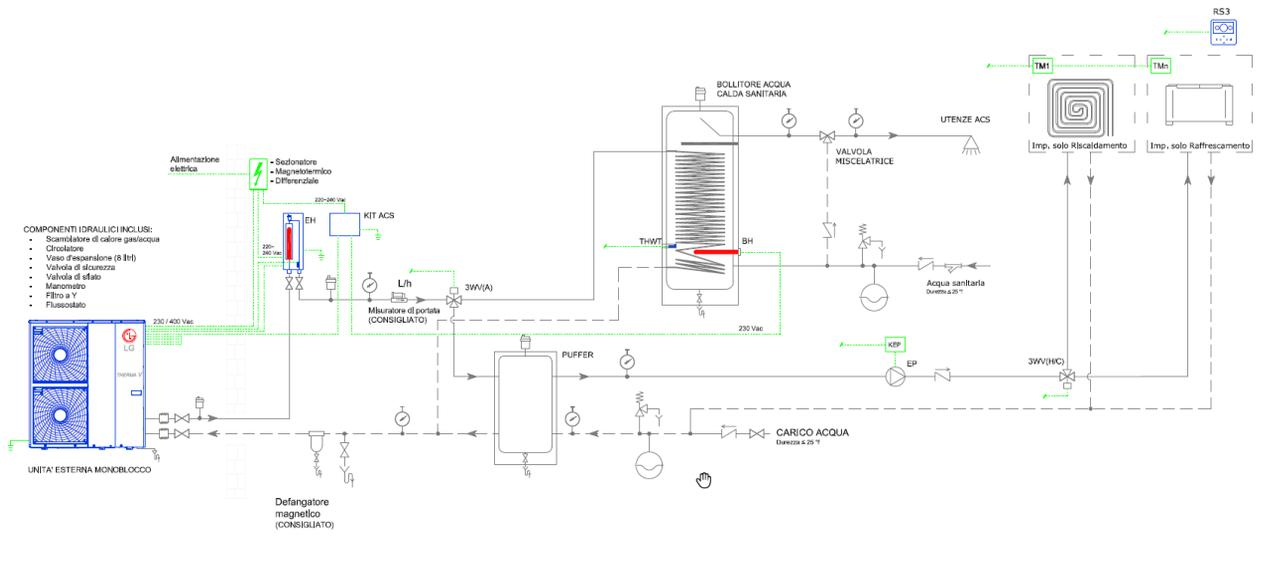 RS3
TM1
TMn
Imp. solo Riscaldamento
Imp. solo Raffrescamento
BOLLITORE ACQUA
CALDA SANITARIA
UTENZE ACS
VALVOLA
MISCELATRICE
Alimentazione
elettrica
- Sezionatore
- Magnetotermico
- Differenziale
220-240 Vac
EH
KIT ACS
220-
240 Vac
THWT
BH
COMPONENTI IDRAULICI INCLUSI:
• Scambiatore di calore gas/acqua
• Circolatore
• Vaso d'espansione (8 litri)
• Valvola di sicurezza
• Valvola di sfiato
• Manometro
• Filtro a Y
• Flussostato
L/h
3WV(A)
Misuratore di portata
(CONSIGLIATO)
Acqua sanitaria
Durezza ≤ 25 °f
230 / 400 Vac
230 Vac
LG
THERMA V
PUFFER
KEP
EP
3WV(H/C)
CARICO ACQUA
Durezza ≤ 25 °f
UNITA' ESTERNA MONOBLOCCO
Defangatore
magnetico
(CONSIGLIATO)